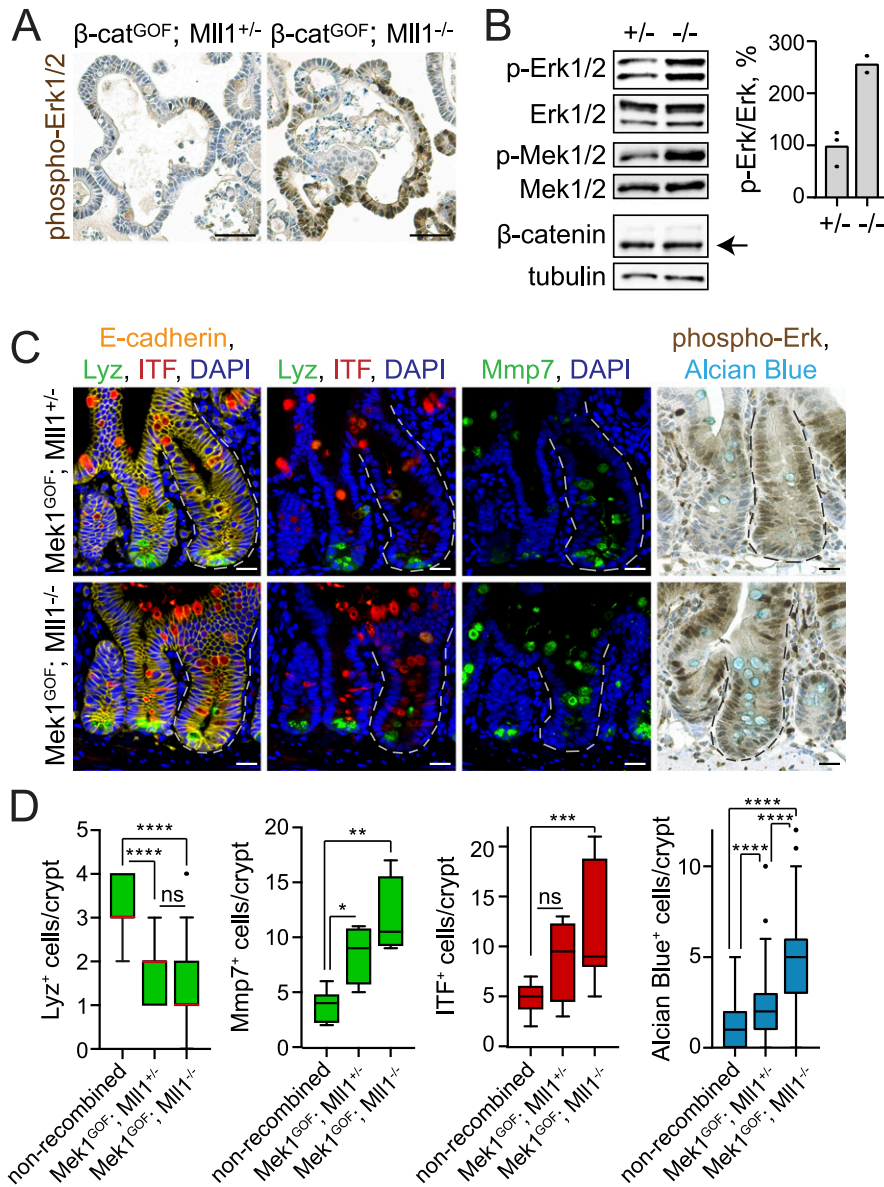 A
β-catGOF; Mll1+/- β-catGOF; Mll1-/-
phospho-Erk1/2
B
+/- -/-
p-Erk1/2
Erk1/2
p-Mek1/2
Mek1/2
β-catenin
tubulin
p-Erk/Erk, %
300
200
100
0
+/- -/-
C
E-cadherin,
Lyz, ITF, DAPI
Lyz, ITF, DAPI
Mmp7, DAPI
phospho-Erk,
Alcian Blue
Mek1GOF; Mll1+/-
Mek1GOF; Mll1-/-
D
Lyz+ cells/crypt
5
4
3
2
1
0
****
****
ns
non-recombined
Mek1GOF; Mll1+/-
Mek1GOF; Mll1-/-
Mmp7+ cells/crypt
20
15
10
5
0
**
*
non-recombined
Mek1GOF; Mll1+/-
Mek1GOF; Mll1-/-
ITF+ cells/crypt
20
15
10
5
0
***
ns
non-recombined
Mek1GOF; Mll1+/-
Mek1GOF; Mll1-/-
Alcian Blue+ cells/crypt
10
5
0
****
****
****
non-recombined
Mek1GOF; Mll1+/-
Mek1GOF; Mll1-/-